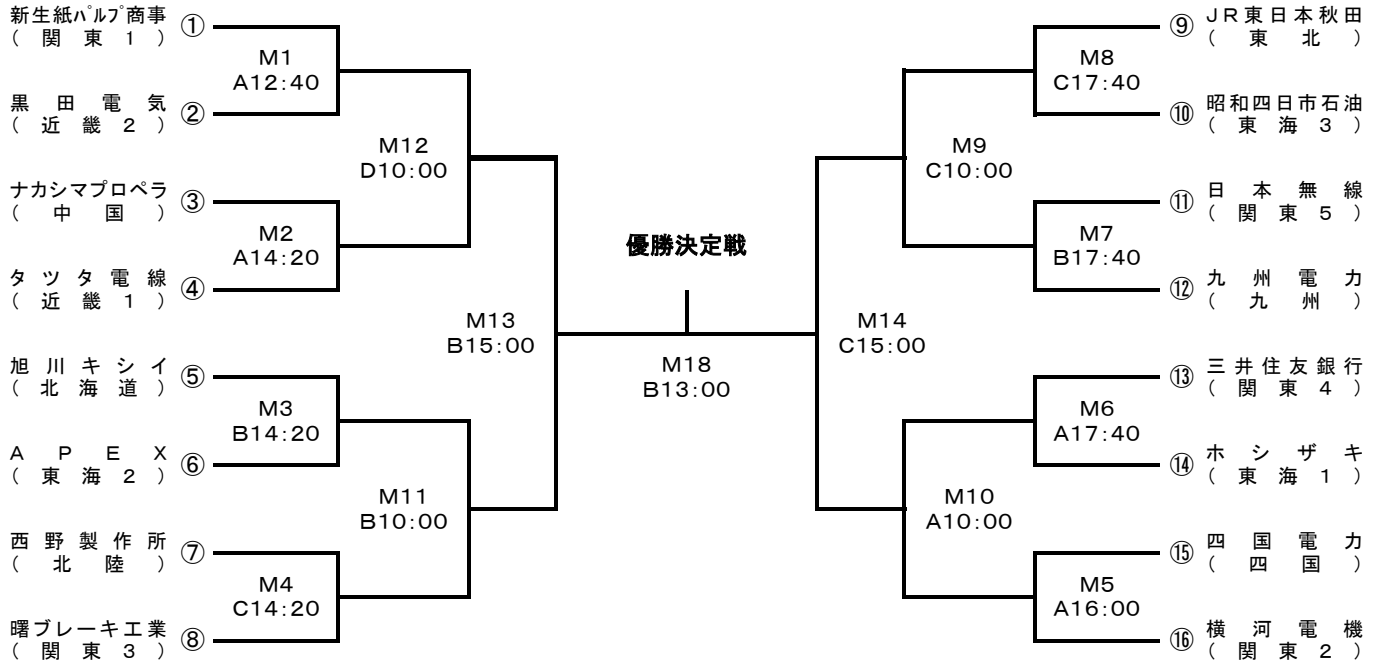 新生紙パルプ商事
(関東1)
①
M1
A12:40
黒田電気
(近畿2)
②
M12
D10:00
ナカシマプロペラ
(中国)
③
M2
A14:20
タツタ電線
(近畿1)
④
M13
B15:00
旭川キシイ
(北海道)
⑤
M3
B14:20
APEX
(東海2)
⑥
M11
B10:00
西野製作所
(北陸)
⑦
M4
C14:20
曙ブレーキ工業
(関東3)
⑧
優勝決定戦
M18
B13:00
⑨
JR東日本秋田
(東北)
M8
C17:40
⑩
昭和四日市石油
(東海3)
M9
C10:00
⑪
日本無線
(関東5)
M7
B17:40
⑫
九州電力
(九州)
M14
C15:00
⑬
三井住友銀行
(関東4)
M6
A17:40
⑭
ホシザキ
(東海1)
M10
A10:00
⑮
四国電力
(四国)
M5
A16:00
⑯
横河電機
(関東2)